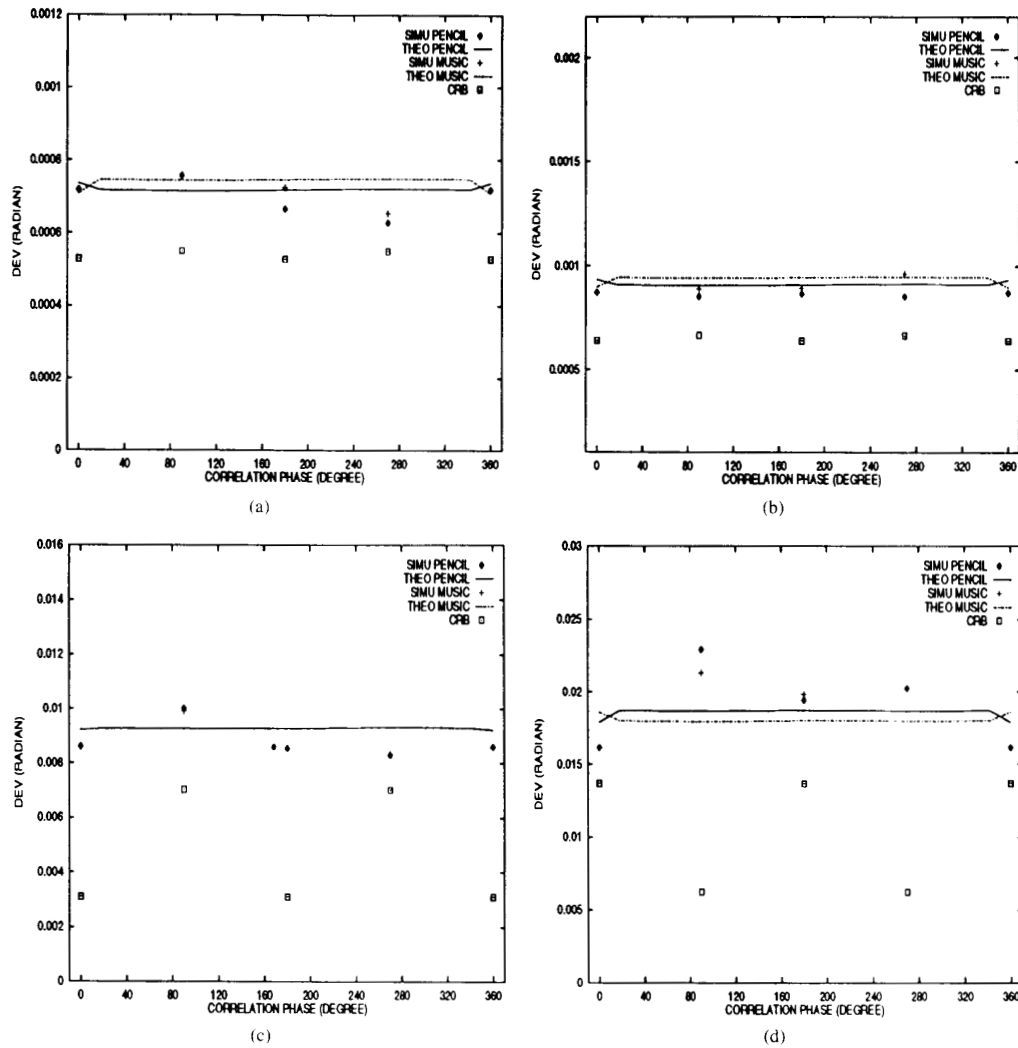 0.0012
0.001
0.0008
0.0006
0.0004
0.0002
0
DEV (RADIAN)
SIMU PENCIL
THEO PENCIL
SIMU MUSIC
THEO MUSIC
CRB
0 40 80 120 160 200 240 280 320 360
CORRELATION PHASE (DEGREE)
(a)
0.002
0.0015
0.001
0.0005
DEV (RADIAN)
SIMU PENCIL
THEO PENCIL
SIMU MUSIC
THEO MUSIC
CRB
0 40 80 120 160 200 240 280 320 360
CORRELATION PHASE (DEGREE)
(b)
0.016
0.014
0.012
0.01
0.008
0.006
0.004
0.002
0
DEV (RADIAN)
SIMU PENCIL
THEO PENCIL
SIMU MUSIC
THEO MUSIC
CRB
0 40 80 120 160 200 240 280 320 360
CORRELATION PHASE (DEGREE)
(c)
0.03
0.025
0.02
0.015
0.01
0.005
0
DEV (RADIAN)
SIMU PENCIL
THEO PENCIL
SIMU MUSIC
THEO MUSIC
CRB
0 40 80 120 160 200 240 280 320 360
CORRELATION PHASE (DEGREE)
(d)